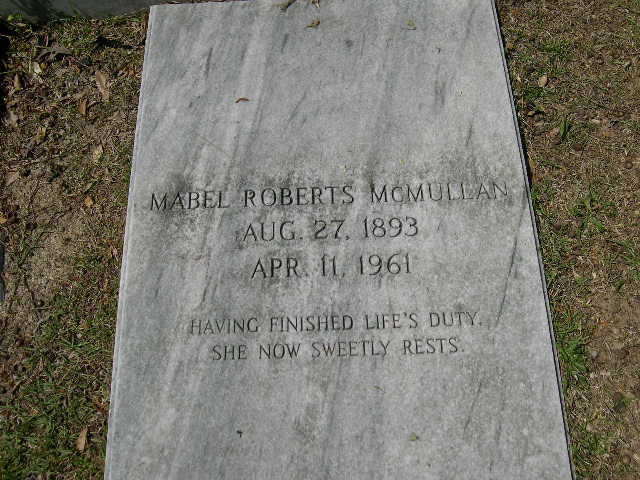 MABEL ROBERTS McMULLAN
AUG. 27, 1893
APR. 11, 1961
HAVING FINISHED LIFE'S DUTY,
SHE NOW SWEETLY RESTS.